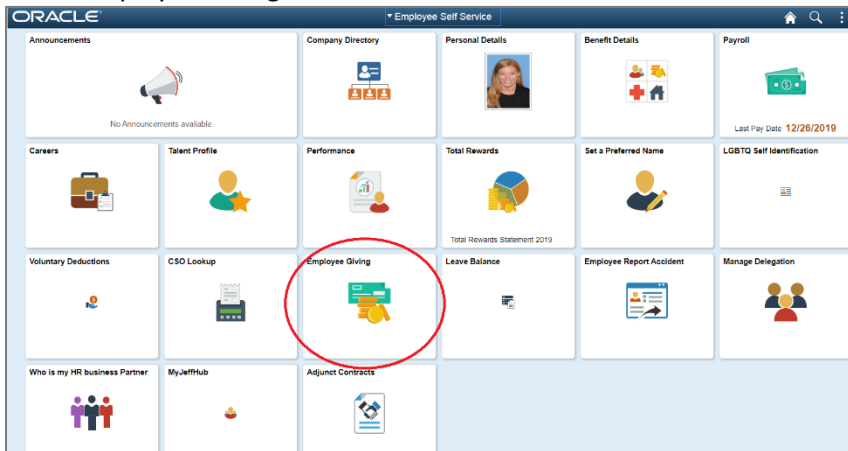 ORACLE
Employee Self Service
Announcements
Company Directory
Personal Details
Benefit Details
Payroll
No Announcements available
Last Pay Date 12/26/2019
Careers
Talent Profile
Performance
Total Rewards
Set a Preferred Name
LGBTQ Self Identification
Total Rewards Statement 2019
Voluntary Deductions
CSO Lookup
Employee Giving
Leave Balance
Employee Report Accident
Manage Delegation
Who is my HR business Partner
MyJeffHub
Adjunct Contracts